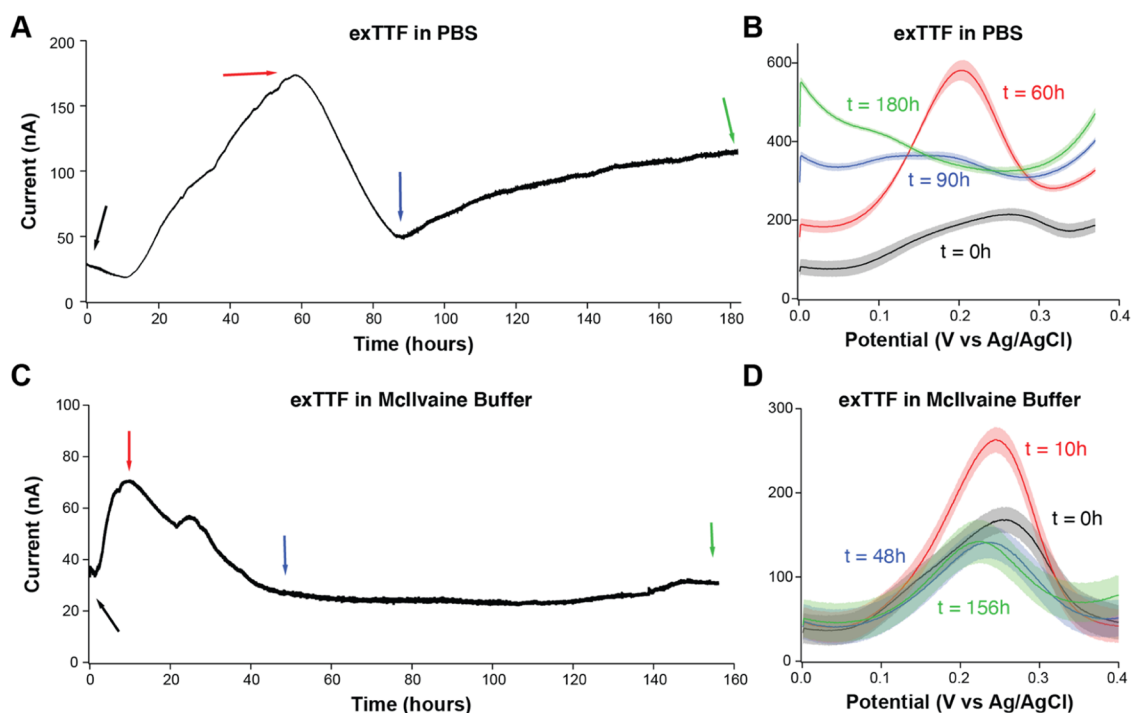 A
exTTF in PBS
200
150
100
50
0
Current (nA)
0 20 40 60 80 100 120 140 160 180
Time (hours)
B
exTTF in PBS
600
400
200
0
t = 60h
t = 180h
t = 90h
t = 0h
0.0 0.1 0.2 0.3 0.4
Potential (V vs Ag/AgCl)
C
exTTF in McIlvaine Buffer
100
80
60
40
20
0
Current (nA)
0 20 40 60 80 100 120 140 160
Time (hours)
D
exTTF in McIlvaine Buffer
300
200
100
0
t = 10h
t = 0h
t = 48h
t = 156h
0.0 0.1 0.2 0.3 0.4
Potential (V vs Ag/AgCl)